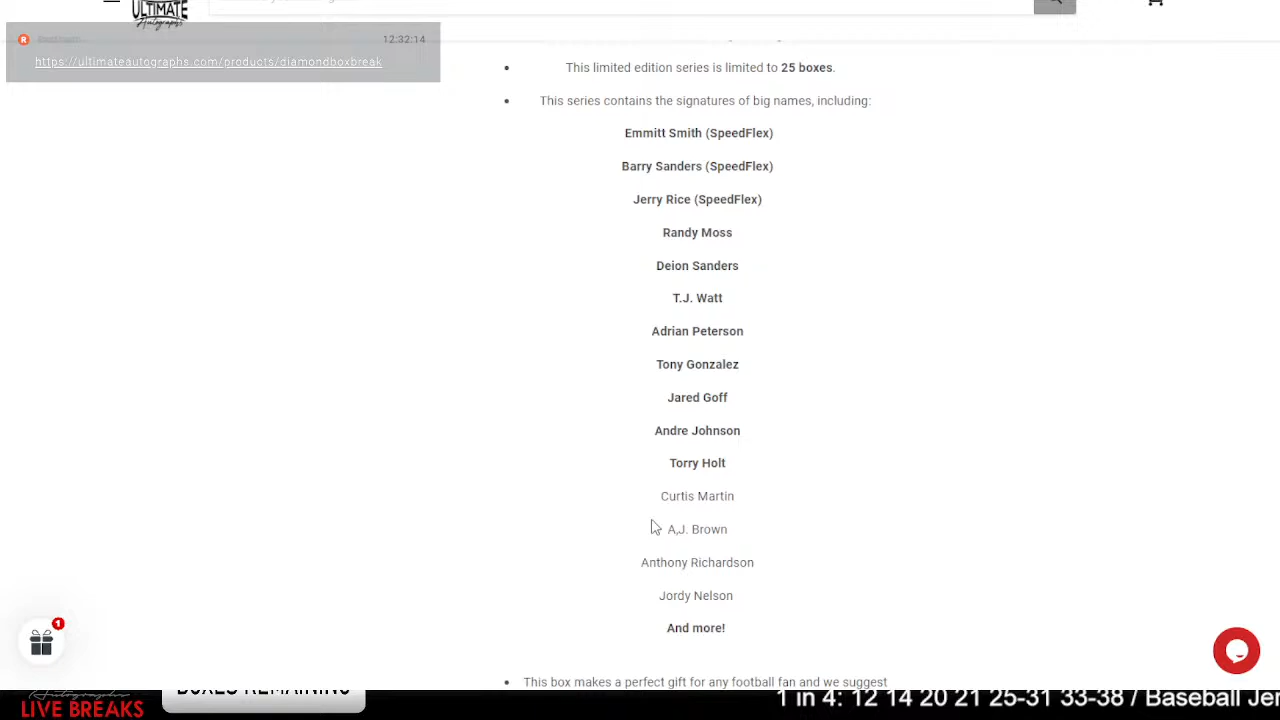 ULTIMATE
Autographs
12:32:14
https://ultimateautographs.com/products/diamondboxbreak
This limited edition series is limited to 25 boxes.
This series contains the signatures of big names, including:
Emmitt Smith (SpeedFlex)
Barry Sanders (SpeedFlex)
Jerry Rice (SpeedFlex)
Randy Moss
Deion Sanders
T.J. Watt
Adrian Peterson
Tony Gonzalez
Jared Goff
Andre Johnson
Torry Holt
Curtis Martin
A,J. Brown
Anthony Richardson
Jordy Nelson
And more!
1
This box makes a perfect gift for any football fan and we suggest
Autographs
LIVE BREAKS
BOXES REMAINING
1 in 4: 12 14 20 21 25-31 33-38 / Baseball Jer